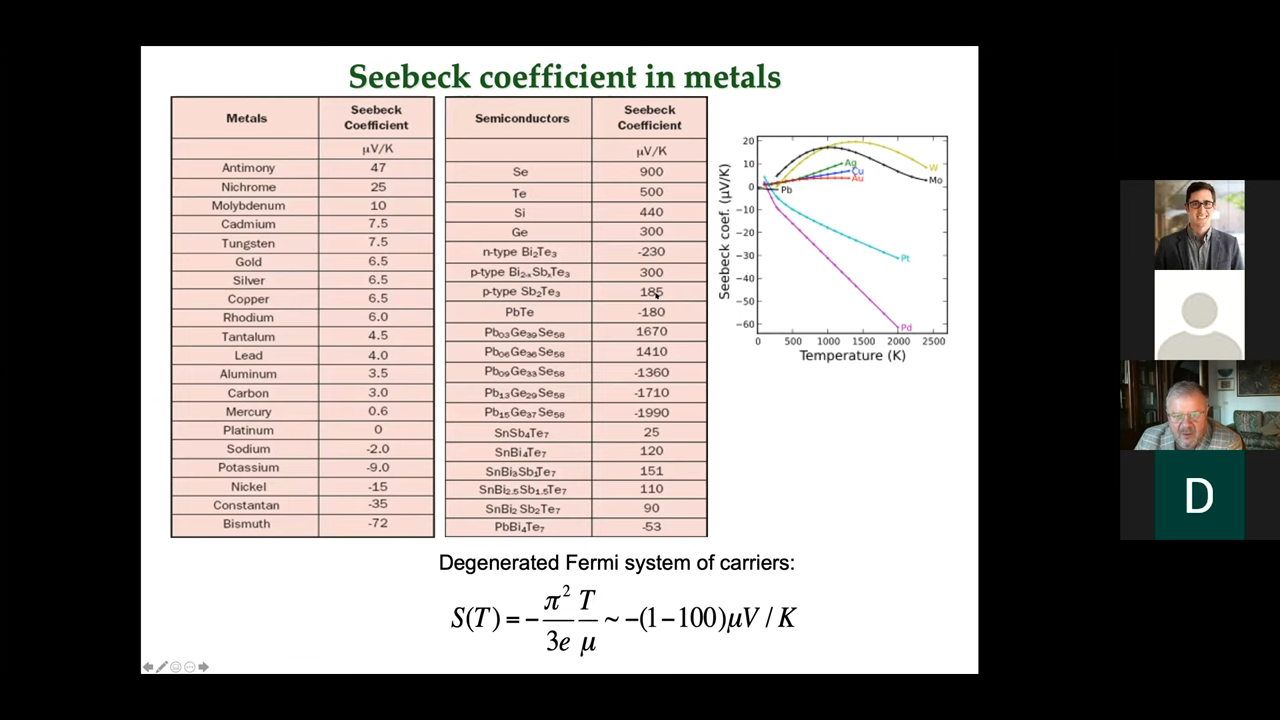 Seebeck coefficient in metals
Metals Seebeck Coefficient
μV/K
Antimony 47
Nichrome 25
Molybdenum 10
Cadmium 7.5
Tungsten 7.5
Gold 6.5
Silver 6.5
Copper 6.5
Rhodium 6.0
Tantalum 4.5
Lead 4.0
Aluminum 3.5
Carbon 3.0
Mercury 0.6
Platinum 0
Sodium -2.0
Potassium -9.0
Nickel -15
Constantan -35
Bismuth -72
Semiconductors Seebeck Coefficient
μV/K
Se 900
Te 500
Si 440
Ge 300
n-type Bi₂Te₃ -230
p-type Bi₂₋ₓSbₓTe₃ 300
p-type Sb₂Te₃ 185
PbTe -180
Pb₀₃Ge₃₉Se₅₈ 1670
Pb₀₆Ge₃₆Se₅₈ 1410
Pb₀₉Ge₃₃Se₅₈ -1360
Pb₁₃Ge₂₉Se₅₈ -1710
Pb₁₅Ge₃₇Se₅₈ -1990
SnSb₄Te₇ 25
SnBi₄Te₇ 120
SnBi₃Sb₁Te₇ 151
SnBi₂.₅Sb₁.₅Te₇ 110
SnBi₂Sb₂Te₇ 90
PbBi₄Te₇ -53
Seebeck coef. (μV/K)
20
10
0
−10
−20
−30
−40
−50
−60
W
Mo
Ag
Cu
Au
Pb
Pt
Pd
0 500 1000 1500 2000 2500
Temperature (K)
Degenerated Fermi system of carriers:
S(T) = − π²/3e T/μ ~ −(1−100)μV / K
D